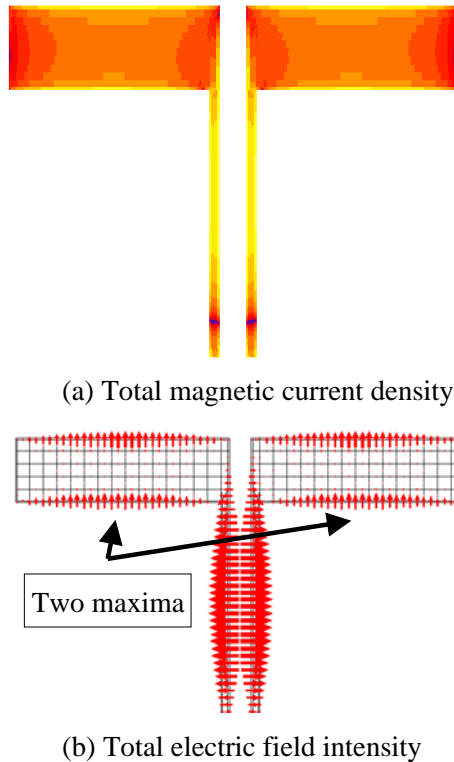 (a) Total magnetic current density
Two maxima
(b) Total electric field intensity